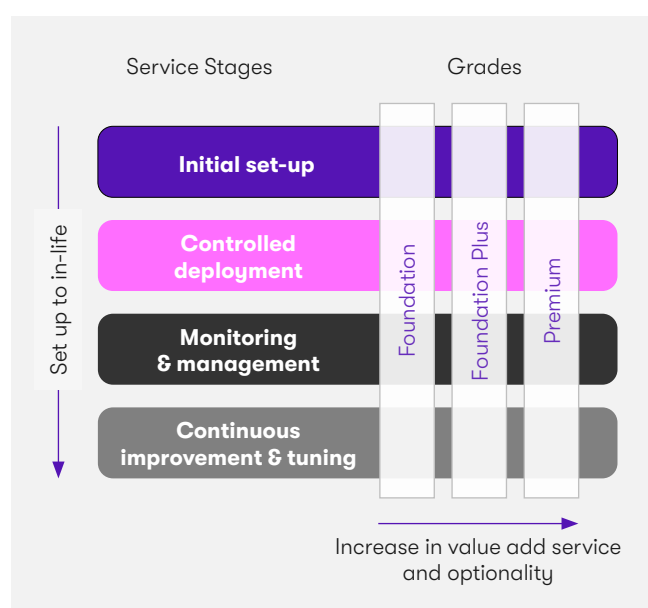 Service Stages
Grades
Set up to in-life
Initial set-up
Controlled
deployment
Monitoring
& management
Continuous
improvement & tuning
Foundation
Foundation Plus
Premium
Increase in value add service
and optionality